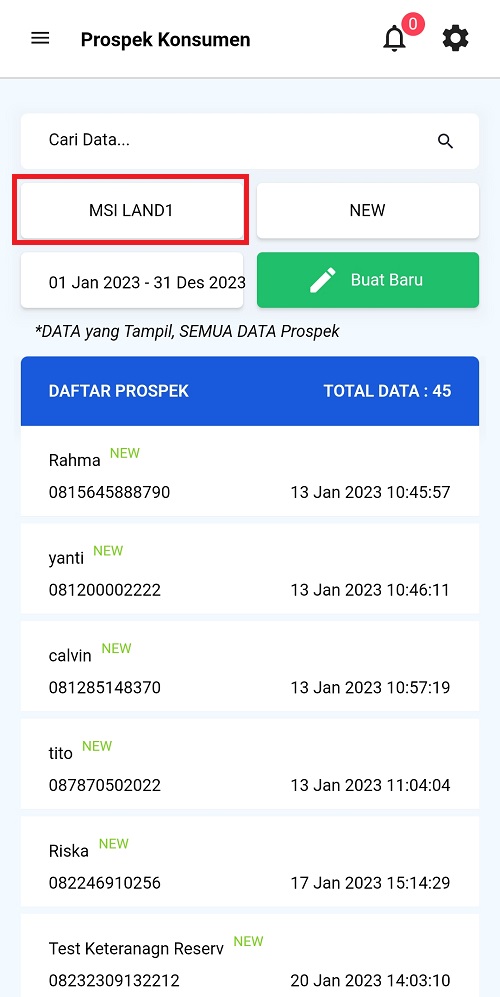 Prospek Konsumen
0
Cari Data...
MSI LAND1
NEW
01 Jan 2023 - 31 Des 2023
Buat Baru
*DATA yang Tampil, SEMUA DATA Prospek
DAFTAR PROSPEK TOTAL DATA : 45
Rahma NEW
0815645888790 13 Jan 2023 10:45:57
yanti NEW
081200002222 13 Jan 2023 10:46:11
calvin NEW
081285148370 13 Jan 2023 10:57:19
tito NEW
087870502022 13 Jan 2023 11:04:04
Riska NEW
082246910256 17 Jan 2023 15:14:29
Test Keteranagn Reserv NEW
08232309132212 20 Jan 2023 14:03:10